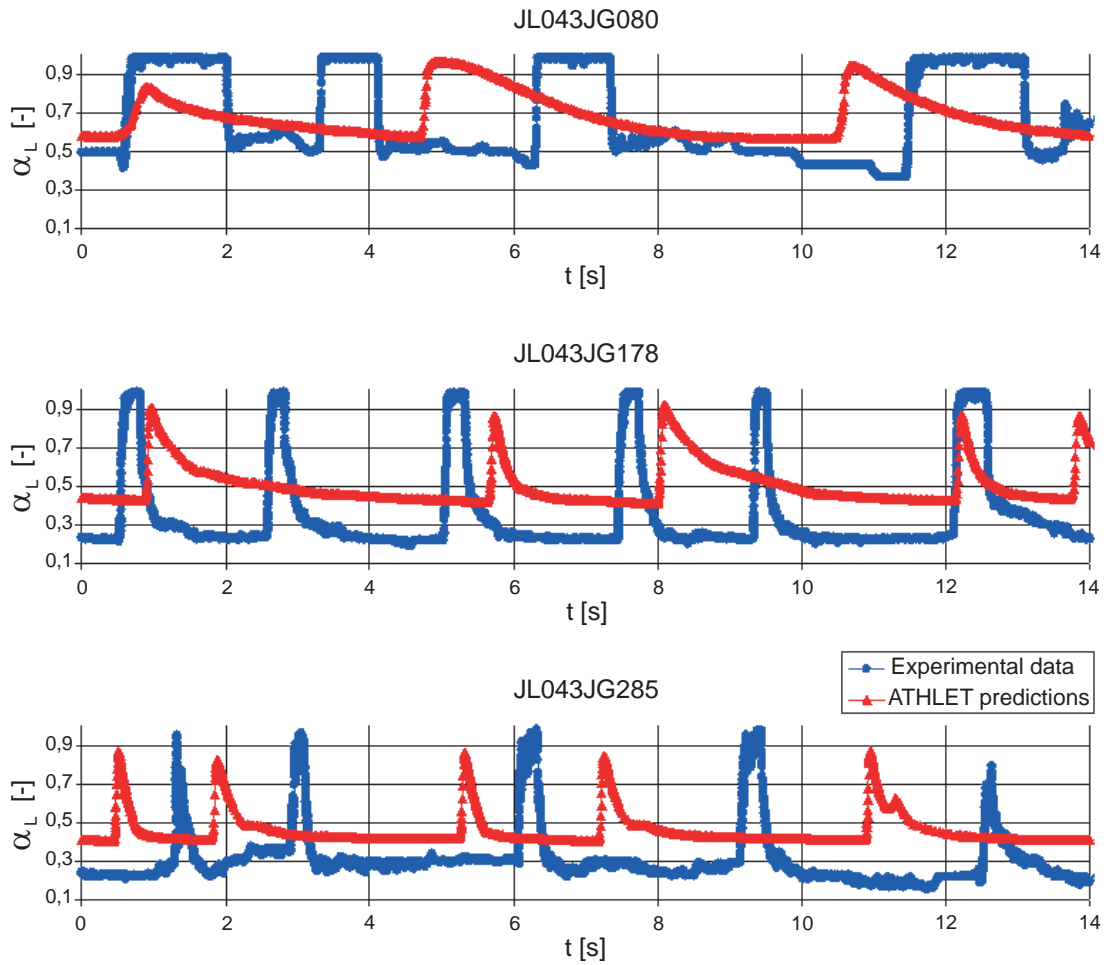 JL043JG080
0,9
0,7
0,5
0,3
0,1
α_L [-]
0 2 4 6 8 10 12 14
t [s]
JL043JG178
0,9
0,7
0,5
0,3
0,1
α_L [-]
0 2 4 6 8 10 12 14
t [s]
Experimental data
ATHLET predictions
JL043JG285
0,9
0,7
0,5
0,3
0,1
α_L [-]
0 2 4 6 8 10 12 14
t [s]